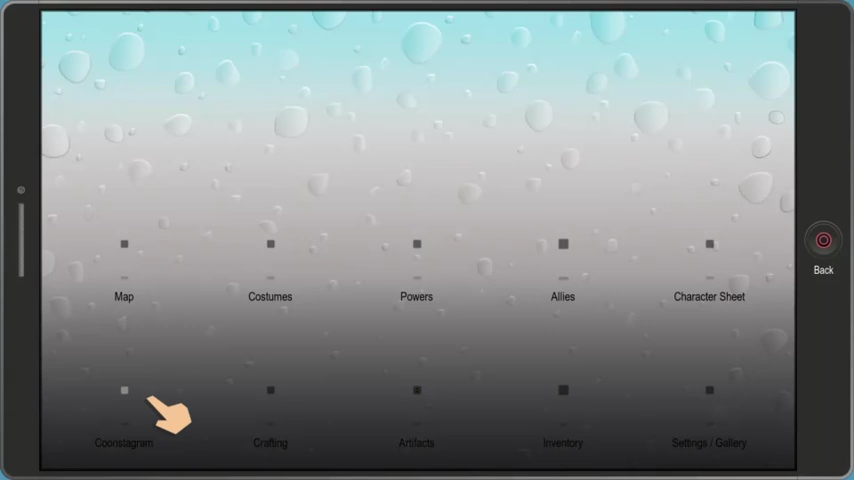 Back
Map
Costumes
Powers
Allies
Character Sheet
Coonstagram
Crafting
Artifacts
Inventory
Settings / Gallery